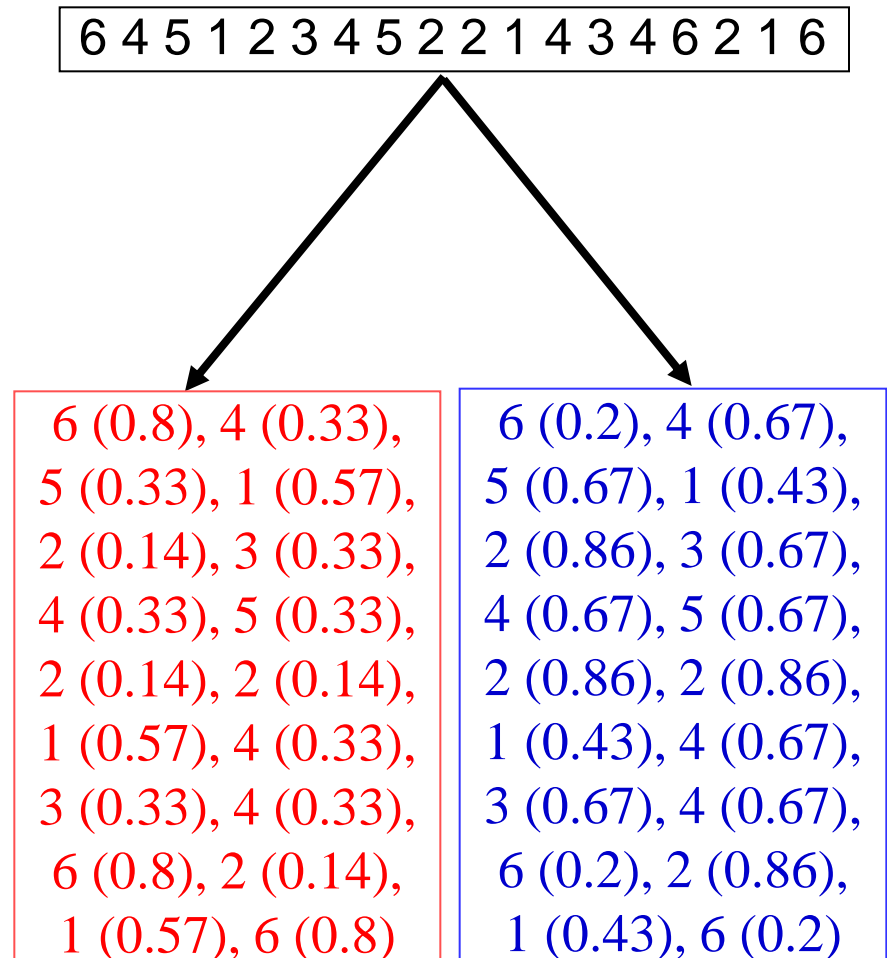 6 4 5 1 2 3 4 5 2 2 1 4 3 4 6 2 1 6
6 (0.8), 4 (0.33),
5 (0.33), 1 (0.57),
2 (0.14), 3 (0.33),
4 (0.33), 5 (0.33),
2 (0.14), 2 (0.14),
1 (0.57), 4 (0.33),
3 (0.33), 4 (0.33),
6 (0.8), 2 (0.14),
1 (0.57), 6 (0.8)
6 (0.2), 4 (0.67),
5 (0.67), 1 (0.43),
2 (0.86), 3 (0.67),
4 (0.67), 5 (0.67),
2 (0.86), 2 (0.86),
1 (0.43), 4 (0.67),
3 (0.67), 4 (0.67),
6 (0.2), 2 (0.86),
1 (0.43), 6 (0.2)